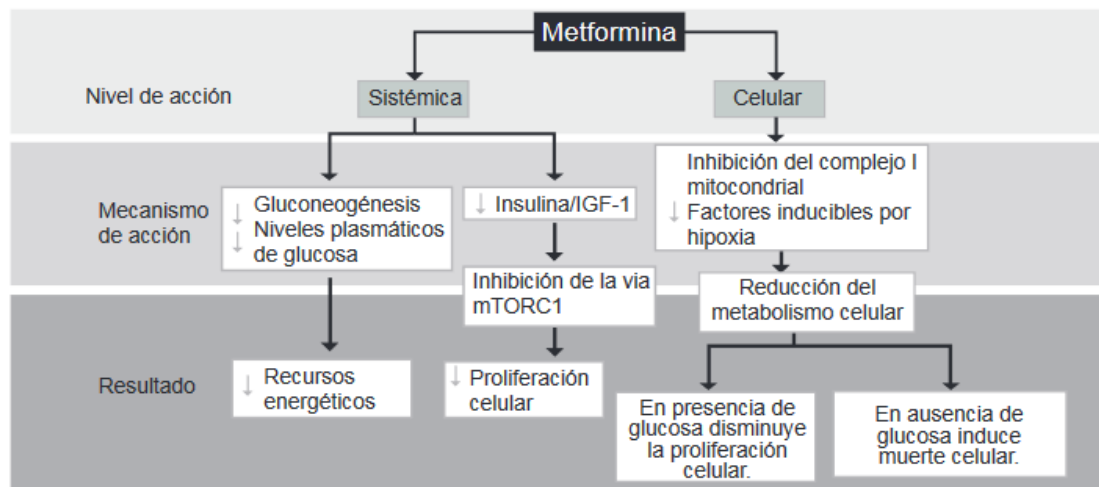 Metformina
Nivel de acción
Sistémica
Celular
Mecanismo
de acción
↓ Gluconeogénesis
↓ Niveles plasmáticos
de glucosa
↓ Insulina/IGF-1
Inhibición de la via
mTORC1
Inhibición del complejo I
mitocondrial
↓ Factores inducibles por
hipoxia
Reducción del
metabolismo celular
Resultado
↓ Recursos
energéticos
↓ Proliferación
celular
En presencia de
glucosa disminuye
la proliferación
celular.
En ausencia de
glucosa induce
muerte celular.